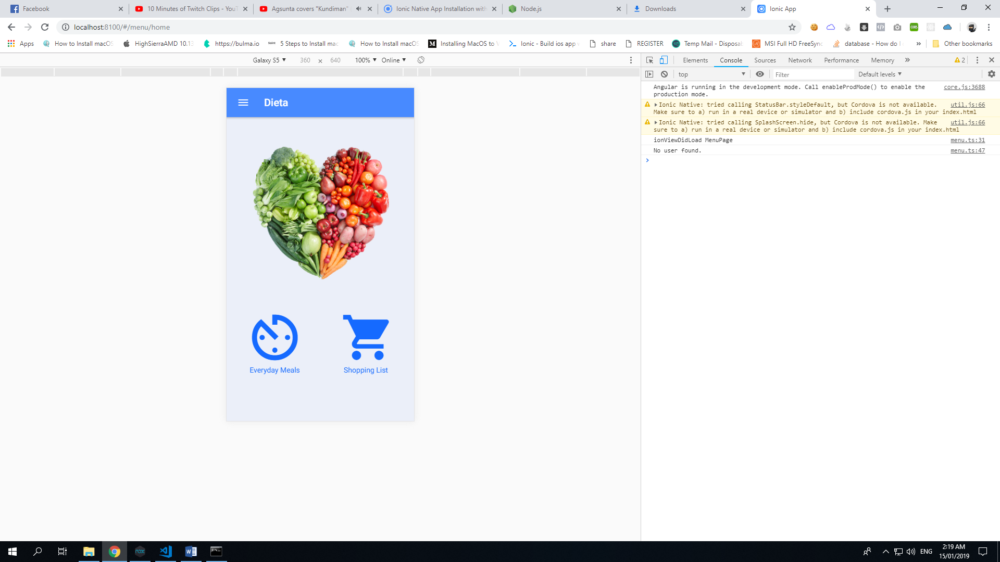 Facebook
10 Minutes of Twitch Clips - YouT
Agsunta covers "Kundiman"
Ionic Native App Installation with
Node.js
Downloads
Ionic App
localhost:8100/#/menu/home
Apps
How to Install macOS
HighSierraAMD 10.13
https://bulma.io
5 Steps to Install mac
How to Install macOS
Installing MacOS to V
Ionic - Build ios app
share
REGISTER
Temp Mail - Disposab
MSI Full HD FreeSync
database - How do I
»
Other bookmarks
Galaxy S5 ▼ 360 x 640 100% ▼ Online ▼
Elements Console Sources Network Performance Memory » 2
top ▼ Filter Default levels ▼
Angular is running in the development mode. Call enableProdMode() to enable the core.js:3688
production mode.
Ionic Native: tried calling StatusBar.styleDefault, but Cordova is not available. util.js:66
Make sure to a) run in a real device or simulator and b) include cordova.js in your index.html
Ionic Native: tried calling SplashScreen.hide, but Cordova is not available. Make util.js:66
sure to a) run in a real device or simulator and b) include cordova.js in your index.html
ionViewDidLoad MenuPage menu.ts:31
No user found. menu.ts:47
Dieta
Everyday Meals
Shopping List
ENG
2:19 AM
15/01/2019